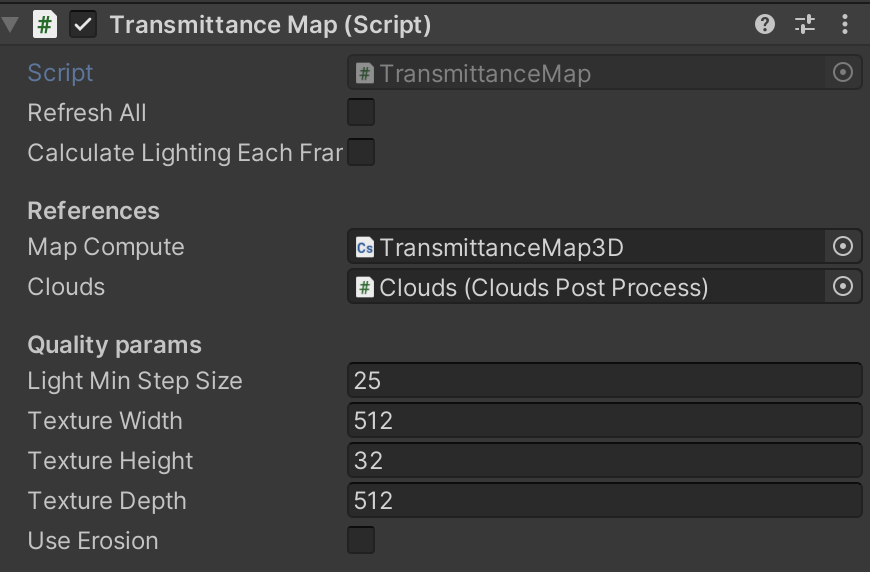 Transmittance Map (Script)
Script TransmittanceMap
Refresh All
Calculate Lighting Each Frar
References
Map Compute TransmittanceMap3D
Clouds Clouds (Clouds Post Process)
Quality params
Light Min Step Size 25
Texture Width 512
Texture Height 32
Texture Depth 512
Use Erosion